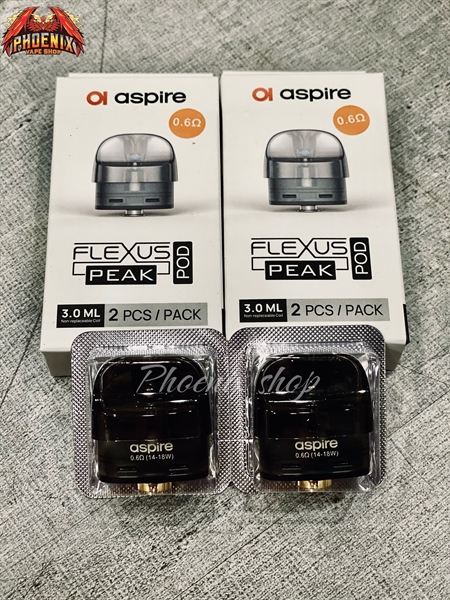 PHOENIX
VAPE SHOP
aspire
0.6Ω
FLEXUS
PEAK
POD
3.0 ML
Non-replaceable Coil
2 PCS / PACK
aspire
0.6Ω
FLEXUS
PEAK
POD
3.0 ML
Non-replaceable Coil
2 PCS / PACK
Phoenix shop
aspire
0.6Ω (14-18W)
aspire
0.6Ω (14-18W)